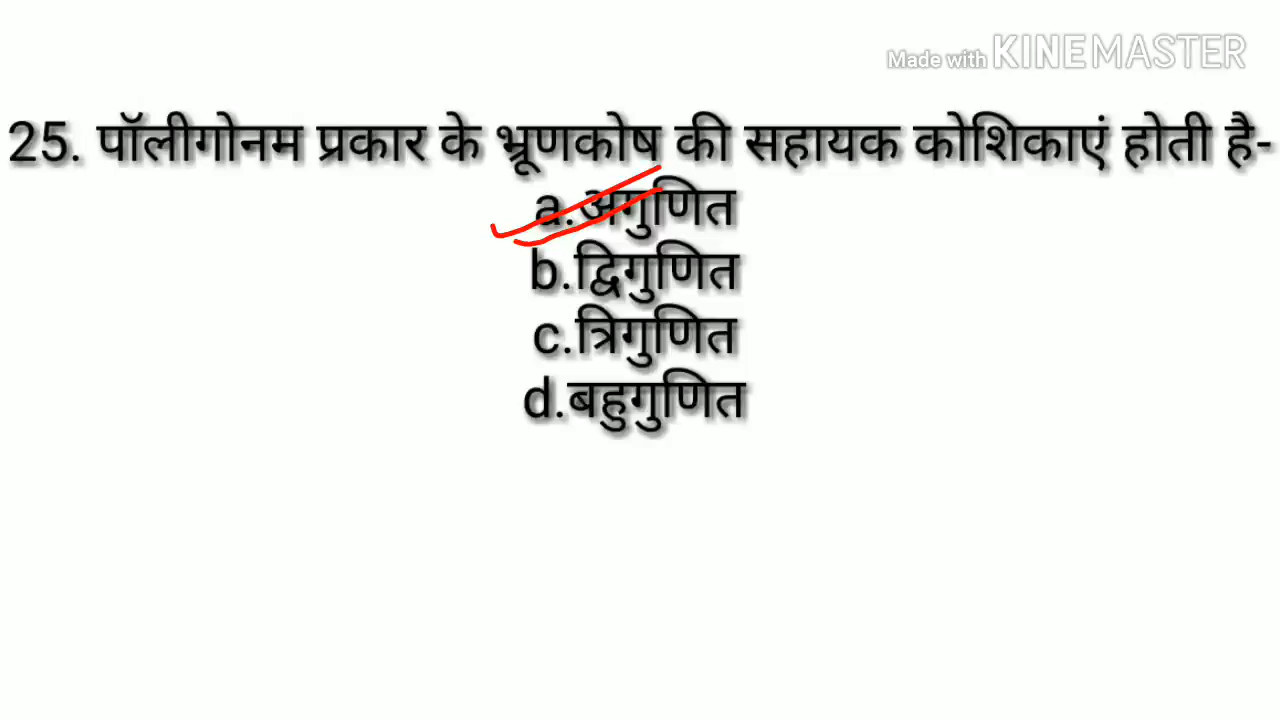 Made with KINEMASTER
25. पॉलीगोनम प्रकार के भ्रूणकोष की सहायक कोशिकाएं होती है-
a.अगुणित
b.द्विगुणित
c.त्रिगुणित
d.बहुगुणित